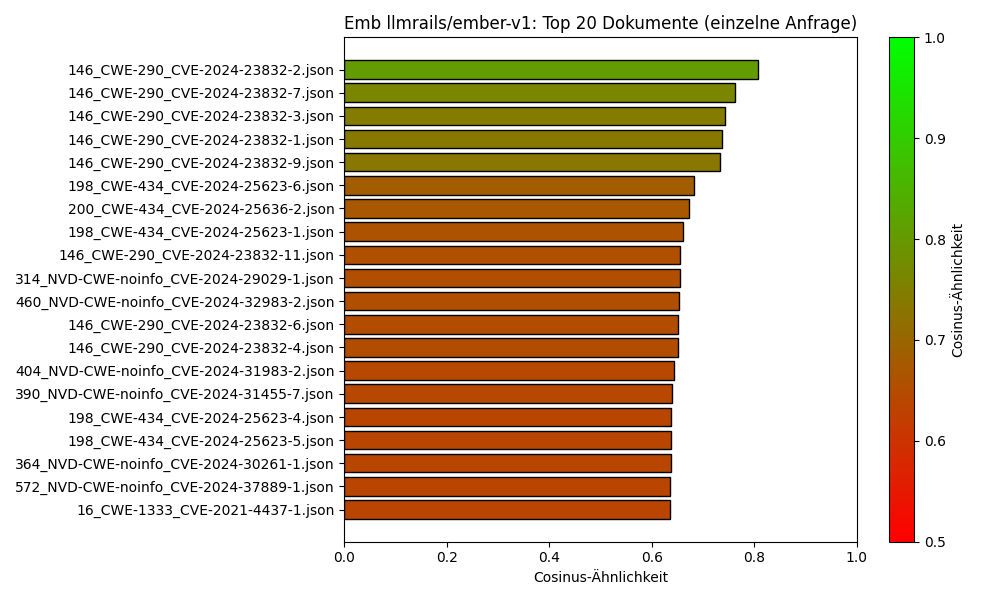 Emb llmrails/ember-v1: Top 20 Dokumente (einzelne Anfrage)
146_CWE-290_CVE-2024-23832-2.json
146_CWE-290_CVE-2024-23832-7.json
146_CWE-290_CVE-2024-23832-3.json
146_CWE-290_CVE-2024-23832-1.json
146_CWE-290_CVE-2024-23832-9.json
198_CWE-434_CVE-2024-25623-6.json
200_CWE-434_CVE-2024-25636-2.json
198_CWE-434_CVE-2024-25623-1.json
146_CWE-290_CVE-2024-23832-11.json
314_NVD-CWE-noinfo_CVE-2024-29029-1.json
460_NVD-CWE-noinfo_CVE-2024-32983-2.json
146_CWE-290_CVE-2024-23832-6.json
146_CWE-290_CVE-2024-23832-4.json
404_NVD-CWE-noinfo_CVE-2024-31983-2.json
390_NVD-CWE-noinfo_CVE-2024-31455-7.json
198_CWE-434_CVE-2024-25623-4.json
198_CWE-434_CVE-2024-25623-5.json
364_NVD-CWE-noinfo_CVE-2024-30261-1.json
572_NVD-CWE-noinfo_CVE-2024-37889-1.json
16_CWE-1333_CVE-2021-4437-1.json
0.0 0.2 0.4 0.6 0.8 1.0
Cosinus-Ähnlichkeit
1.0
0.9
0.8
0.7
0.6
0.5
Cosinus-Ähnlichkeit